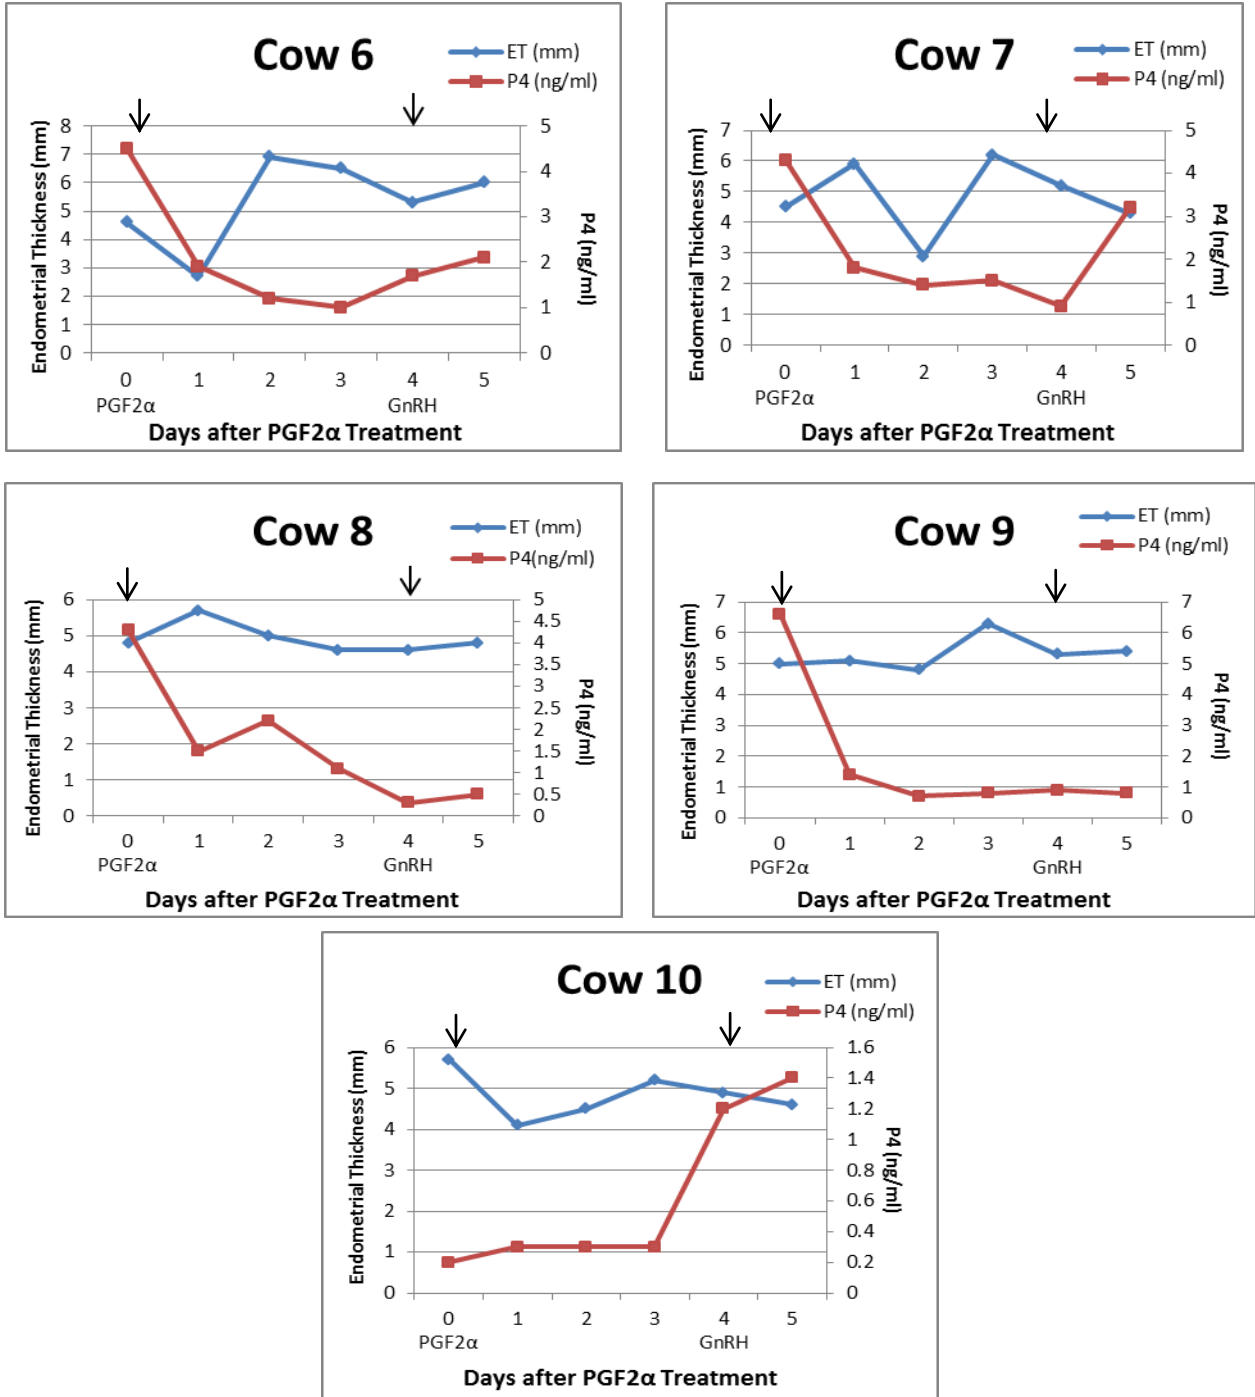 Cow 6
ET (mm)
P4 (ng/ml)
Endometrial Thickness (mm)
8
7
6
5
4
3
2
1
0
5
4
3
2
1
0
P4 (ng/ml)
0 1 2 3 4 5
PGF2α GnRH
Days after PGF2α Treatment
Cow 7
ET (mm)
P4 (ng/ml)
Endometrial Thickness (mm)
7
6
5
4
3
2
1
0
5
4
3
2
1
0
P4 (ng/ml)
0 1 2 3 4 5
PGF2α GnRH
Days after PGF2α Treatment
Cow 8
ET (mm)
P4(ng/ml)
Endometrial Thickness (mm)
6
5
4
3
2
1
0
5
4.5
4
3.5
3
2.5
2
1.5
1
0.5
0
P4 (ng/ml)
0 1 2 3 4 5
PGF2α GnRH
Days after PGF2α Treatment
Cow 9
ET (mm)
P4 (ng/ml)
Endometrial Thickness (mm)
7
6
5
4
3
2
1
0
7
6
5
4
3
2
1
0
P4 (ng/ml)
0 1 2 3 4 5
PGF2α GnRH
Days after PGF2α Treatment
Cow 10
ET (mm)
P4 (ng/ml)
Endometrial Thickness (mm)
6
5
4
3
2
1
0
1.6
1.4
1.2
1
0.8
0.6
0.4
0.2
0
P4 (ng/ml)
0 1 2 3 4 5
PGF2α GnRH
Days after PGF2α Treatment